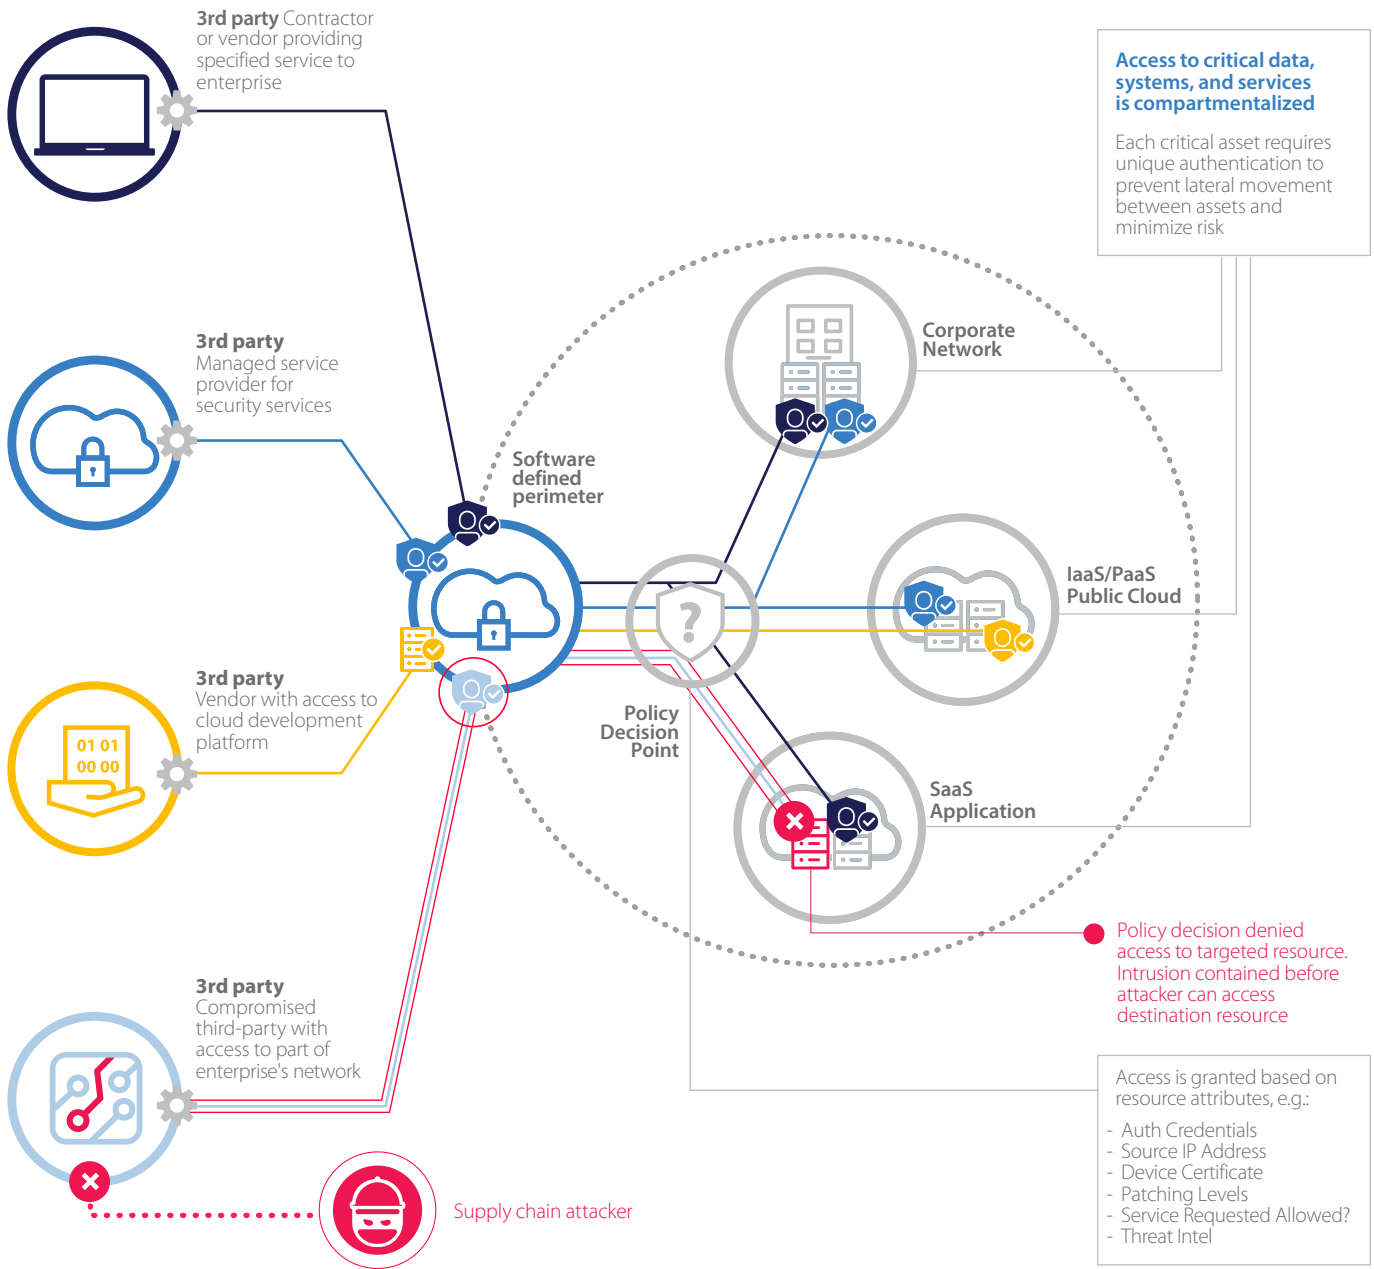 3rd party Contractor
or vendor providing
specified service to
enterprise
Access to critical data,
systems, and services
is compartmentalized
Each critical asset requires
unique authentication to
prevent lateral movement
between assets and
minimize risk
3rd party
Managed service
provider for
security services
Corporate
Network
Software
defined
perimeter
IaaS/PaaS
Public Cloud
?
3rd party
Vendor with access to
cloud development
platform
01 01
00 00
Policy
Decision
Point
SaaS
Application
Policy decision denied
access to targeted resource.
Intrusion contained before
attacker can access
destination resource
3rd party
Compromised
third-party with
access to part of
enterprise's network
Access is granted based on
resource attributes, e.g.:
- Auth Credentials
- Source IP Address
- Device Certificate
- Patching Levels
- Service Requested Allowed?
- Threat Intel
Supply chain attacker